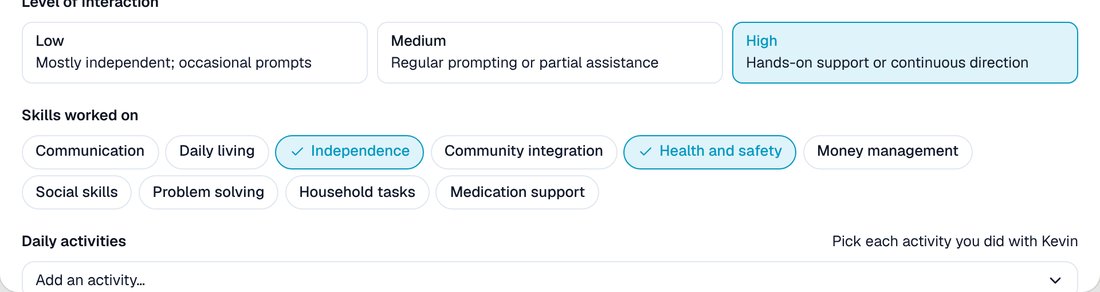 Level of interaction
Low Medium High
Mostly independent; occasional prompts Regular prompting or partial assistance Hands-on support or continuous direction
Skills worked on
Communication Daily living Independence Community integration Health and safety Money management
Social skills Problem solving Household tasks Medication support
Daily activities Pick each activity you did with Kevin
Add an activity...